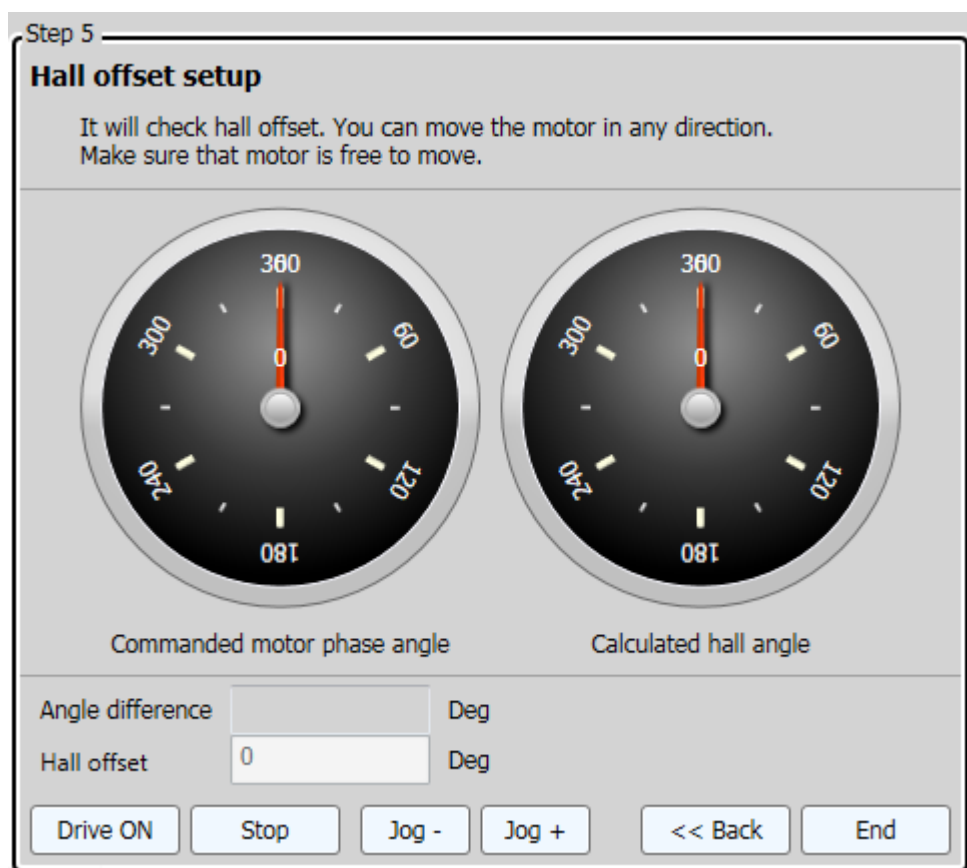 Step 5
Hall offset setup
It will check hall offset. You can move the motor in any direction.
Make sure that motor is free to move.
360
0
300
60
0
240
120
180
360
0
300
60
0
240
120
180
Commanded motor phase angle
Calculated hall angle
Angle difference
Deg
Hall offset
0
Deg
Drive ON
Stop
Jog -
Jog +
<< Back
End